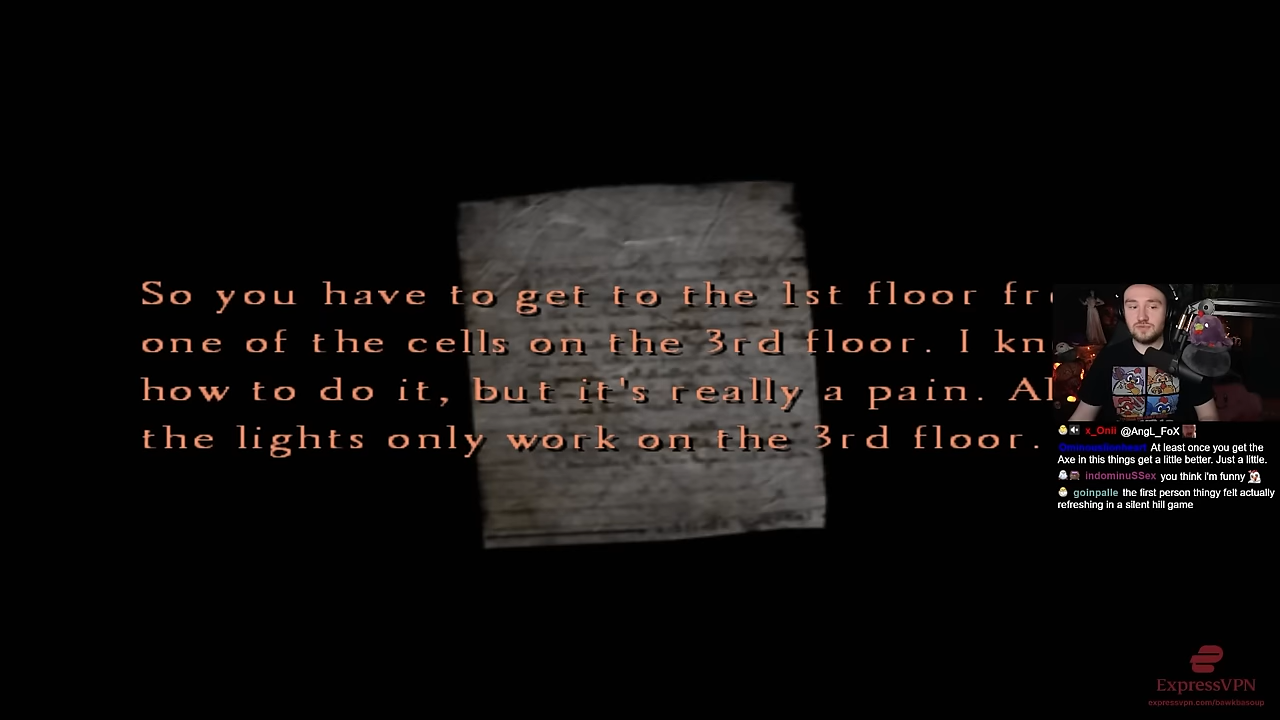 So you have to get to the 1st floor fr
one of the cells on the 3rd floor. I kn
how to do it, but it's really a pain. Al
the lights only work on the 3rd floor.
x_Onii @AngL_FoX
At least once you get the
Axe in this things get a little better. Just a little.
indominuSSex you think i'm funny
goinpalle the first person thingy felt actually
refreshing in a silent hill game
ExpressVPN
expressvpn.com/bawkbasoup